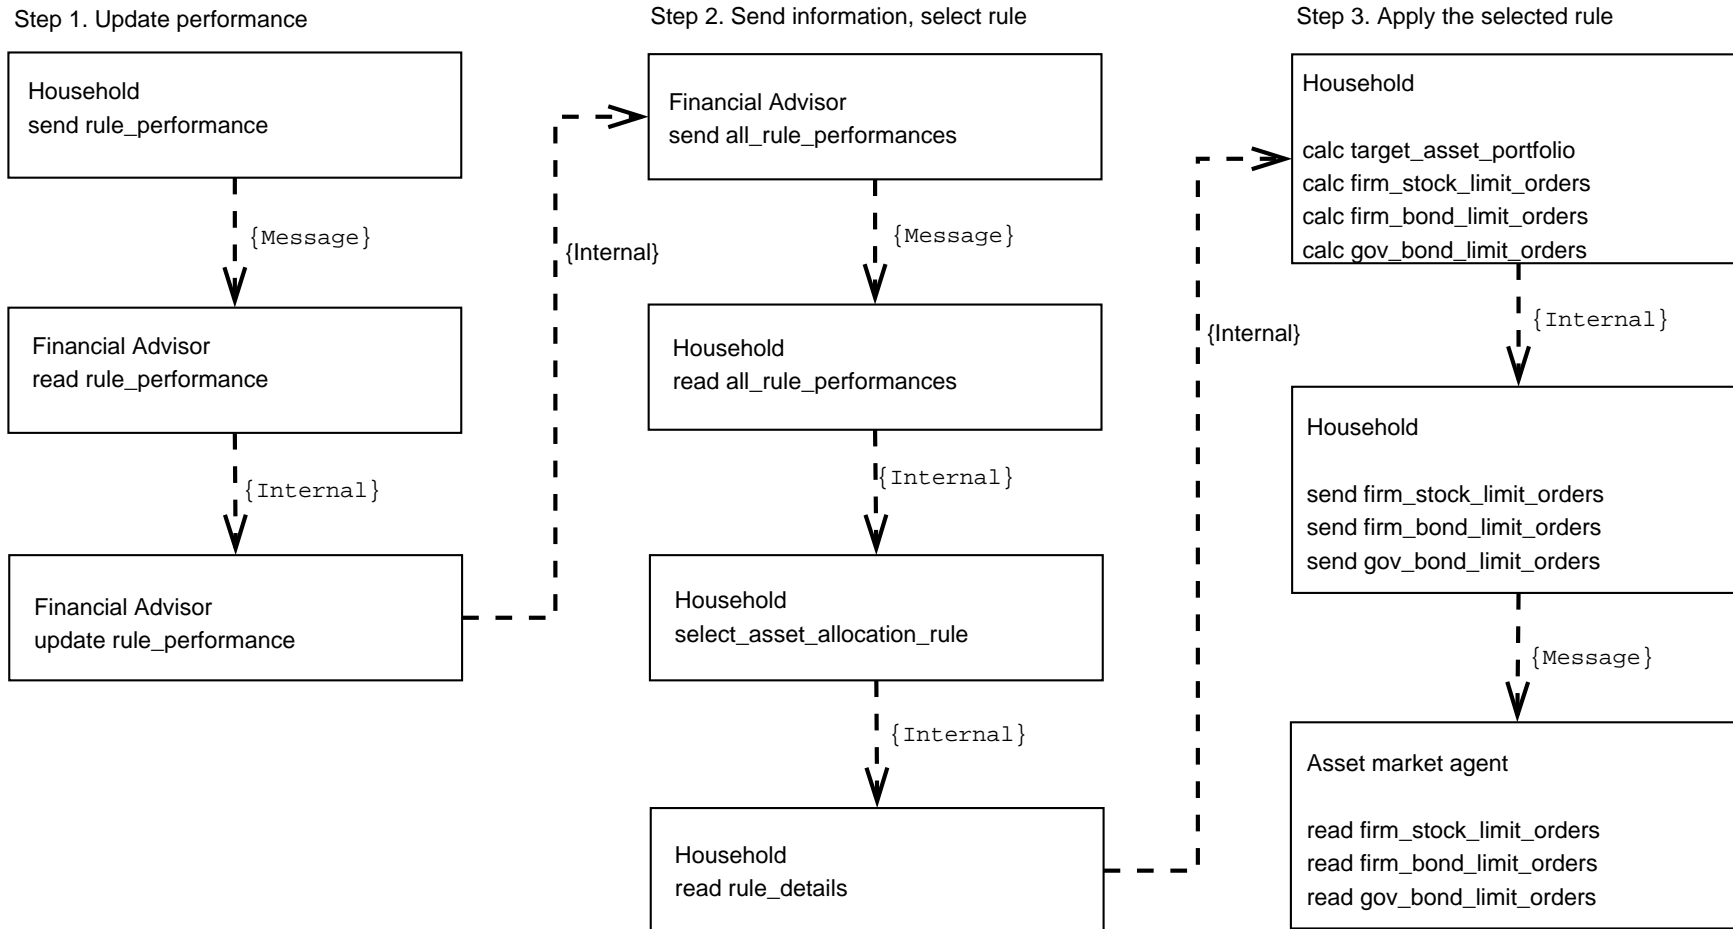 Step 1. Update performance
Household
send rule_performance
{Message}
Financial Advisor
read rule_performance
{Internal}
Financial Advisor
update rule_performance
{Internal}
Step 2. Send information, select rule
Financial Advisor
send all_rule_performances
{Message}
Household
read all_rule_performances
{Internal}
Household
select_asset_allocation_rule
{Internal}
Household
read rule_details
{Internal}
Step 3. Apply the selected rule
Household
calc target_asset_portfolio
calc firm_stock_limit_orders
calc firm_bond_limit_orders
calc gov_bond_limit_orders
{Internal}
Household
send firm_stock_limit_orders
send firm_bond_limit_orders
send gov_bond_limit_orders
{Message}
Asset market agent
read firm_stock_limit_orders
read firm_bond_limit_orders
read gov_bond_limit_orders